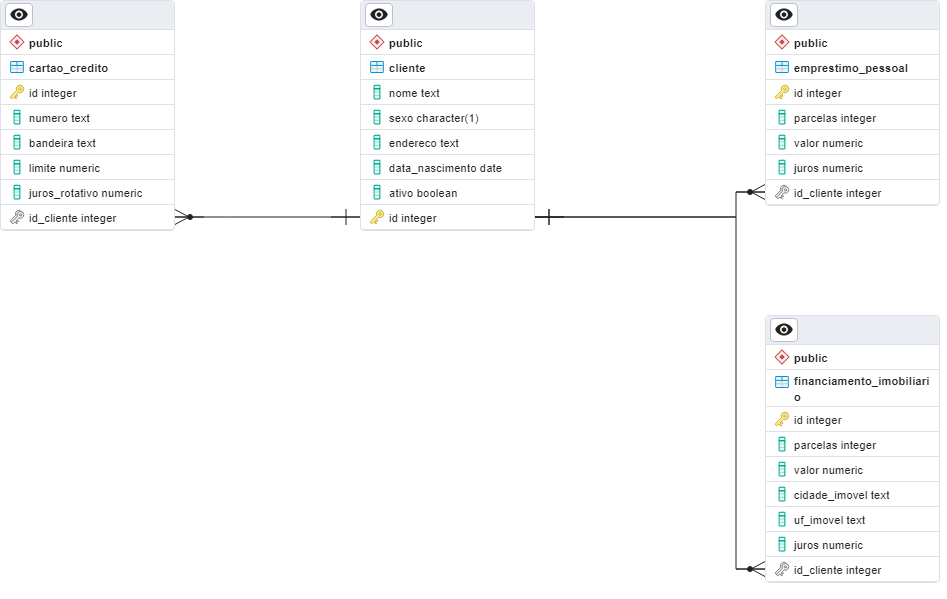 public
cartao_credito
id integer
numero text
bandeira text
limite numeric
juros_rotativo numeric
id_cliente integer
public
cliente
nome text
sexo character(1)
endereco text
data_nascimento date
ativo boolean
id integer
public
emprestimo_pessoal
id integer
parcelas integer
valor numeric
juros numeric
id_cliente integer
public
financiamento_imobiliari
o
id integer
parcelas integer
valor numeric
cidade_imovel text
uf_imovel text
juros numeric
id_cliente integer